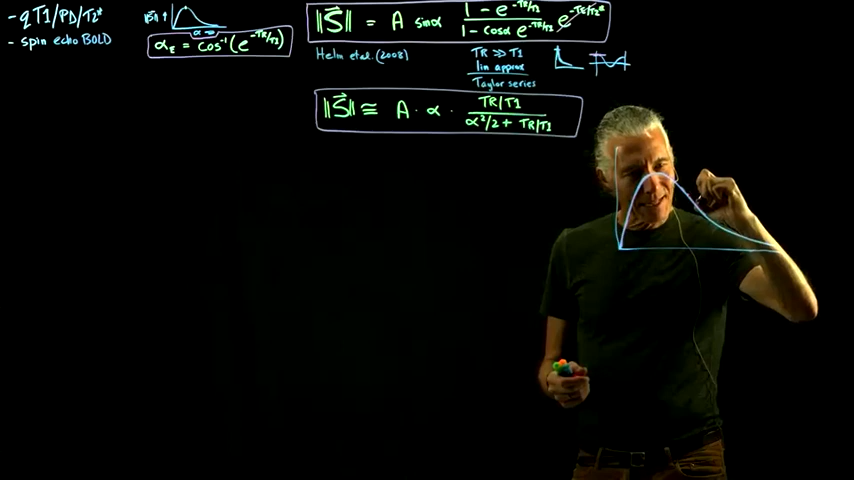 - qT1/PD/T2*
- spin echo BOLD
‖S⃗‖ ↑
α →
α_E = cos⁻¹(e^(-TR/T1))
‖S⃗‖ = A sinα (1 - e^(-TR/T1)) / (1 - cosα e^(-TR/T1)) e^(-TE/T2*)
Helm et al. (2008)
TR ≫ T1
lin approx
Taylor series
‖S⃗‖ ≅ A · α · (TR/T1) / (α²/2 + TR/T1)